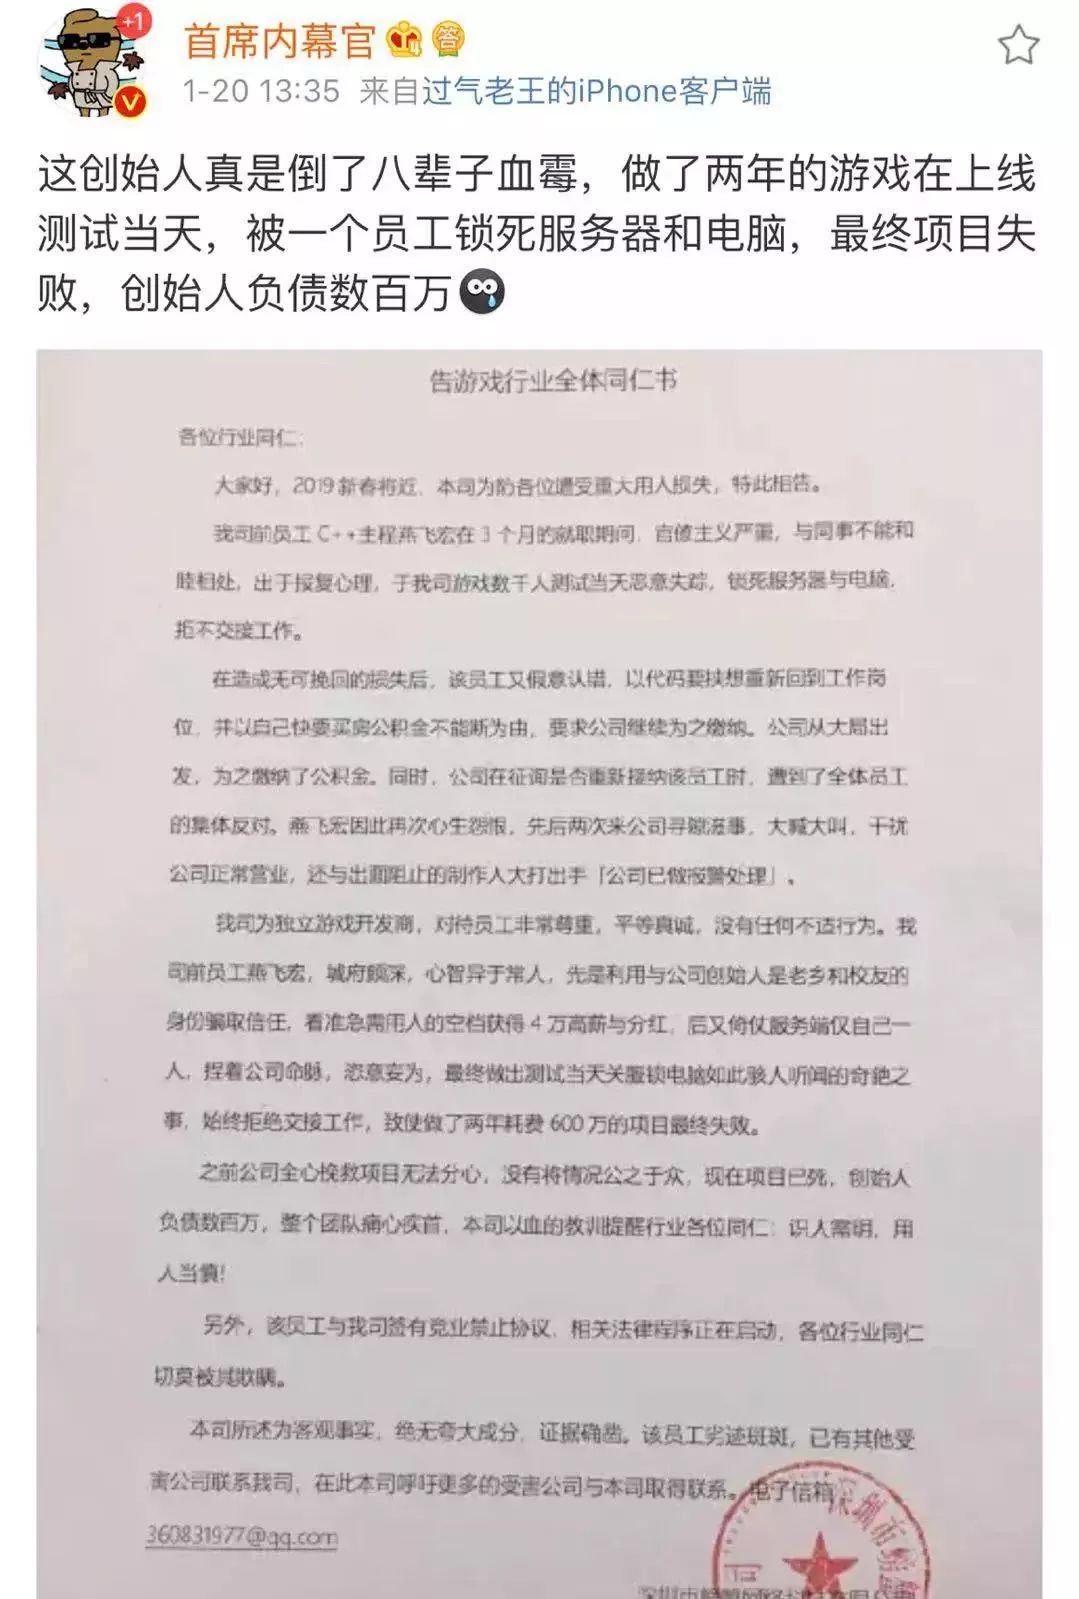 +1
首席内幕官
1-20 13:35 来自过气老王的iPhone客户端
这创始人真是倒了八辈子血霉，做了两年的游戏在上线
测试当天，被一个员工锁死服务器和电脑，最终项目失
败，创始人负债数百万
告游戏行业全体同仁书
各位行业同仁：
大家好，2019新春将近，本司为防各位遭受重大用人损失，特此相告。
我司前员工C++主程燕飞宏在3个月的就职期间，官僚主义严重，与同事不能和
睦相处，出于报复心理，于我司游戏数千人测试当天恶意失踪，锁死服务器与电脑，
拒不交接工作。
在造成无可挽回的损失后，该员工又假意认错，以代码要挟想重新回到工作岗
位，并以自己快要买房公积金不能断为由，要求公司继续为之缴纳。公司从大局出
发，为之缴纳了公积金。同时，公司在征询是否重新接纳该员工时，遭到了全体员工
的集体反对。燕飞宏因此再次心生怨恨，先后两次来公司寻隙滋事，大喊大叫，干扰
公司正常营业，还与出面阻止的制作人大打出手「公司已做报警处理」。
我司为独立游戏开发商，对待员工非常尊重，平等真诚，没有任何不适行为。我
司前员工燕飞宏，城府颇深，心智异于常人，先是利用与公司创始人是老乡和校友的
身份骗取信任，看准急需用人的空档获得4万高薪与分红，后又倚仗服务端仅自己一
人，捏着公司命脉，恣意妄为，最终做出测试当天关服锁电脑如此骇人听闻的奇葩之
事，始终拒绝交接工作，致使做了两年耗费600万的项目最终失败。
之前公司全心挽救项目无法分心，没有将情况公之于众，现在项目已死，创始人
负债数百万，整个团队痛心疾首，本司以血的教训提醒行业各位同仁：识人需明，用
人当慎！
另外，该员工与我司签有竞业禁止协议，相关法律程序正在启动，各位行业同仁
切莫被其欺瞒。
本司所述为客观事实，绝无夸大成分，证据确凿。该员工劣迹斑斑，已有其他受
害公司联系我司，在此本司呼吁更多的受害公司与本司取得联系。电子信箱
360831977@qq.com
深圳市